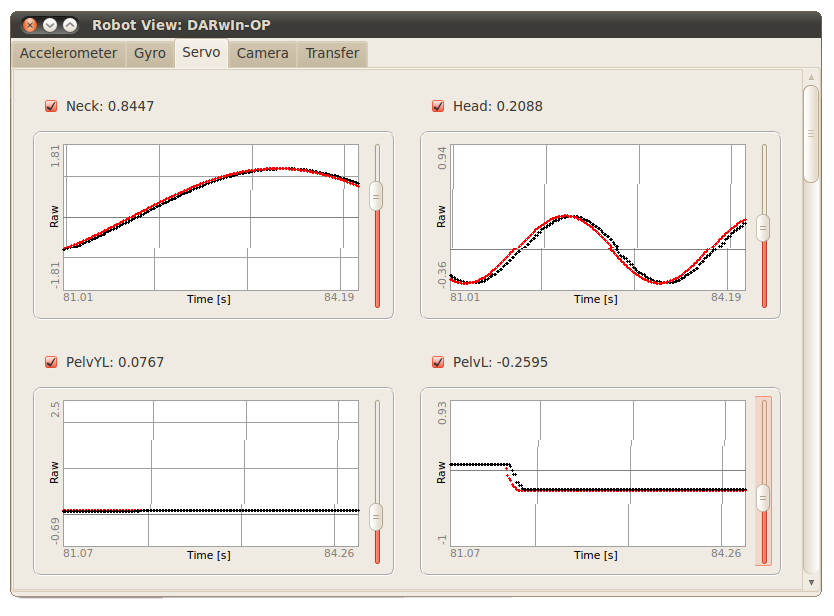 Robot View: DARwIn-OP
Accelerometer Gyro Servo Camera Transfer
Neck: 0.8447
1.81
Raw
-1.81
81.01 Time [s] 84.19
Head: 0.2088
0.94
Raw
-0.36
81.01 Time [s] 84.19
PelvYL: 0.0767
2.5
Raw
-0.69
81.07 Time [s] 84.26
PelvL: -0.2595
0.93
Raw
-1
81.07 Time [s] 84.26